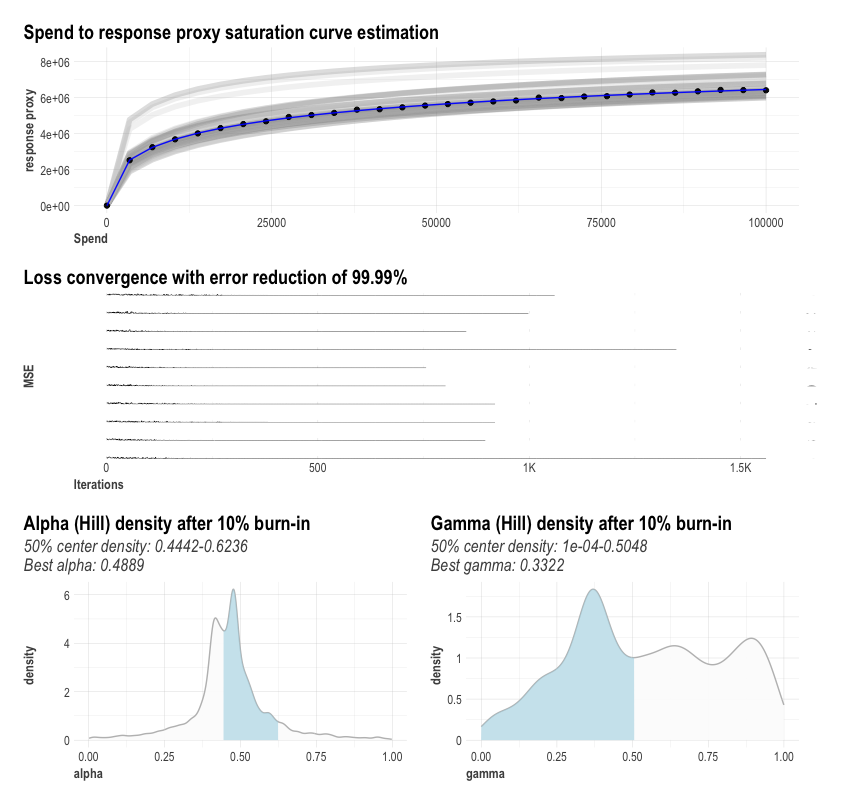 Spend to response proxy saturation curve estimation
8e+06
6e+06
4e+06
2e+06
0e+00
response proxy
0 25000 50000 75000 100000
Spend
Loss convergence with error reduction of 99.99%
MSE
0 500 1K 1.5K
Iterations
Alpha (Hill) density after 10% burn-in
50% center density: 0.4442-0.6236
Best alpha: 0.4889
6
4
2
0
density
0.00 0.25 0.50 0.75 1.00
alpha
Gamma (Hill) density after 10% burn-in
50% center density: 1e-04-0.5048
Best gamma: 0.3322
1.5
1
0.5
0
density
0.00 0.25 0.50 0.75 1.00
gamma